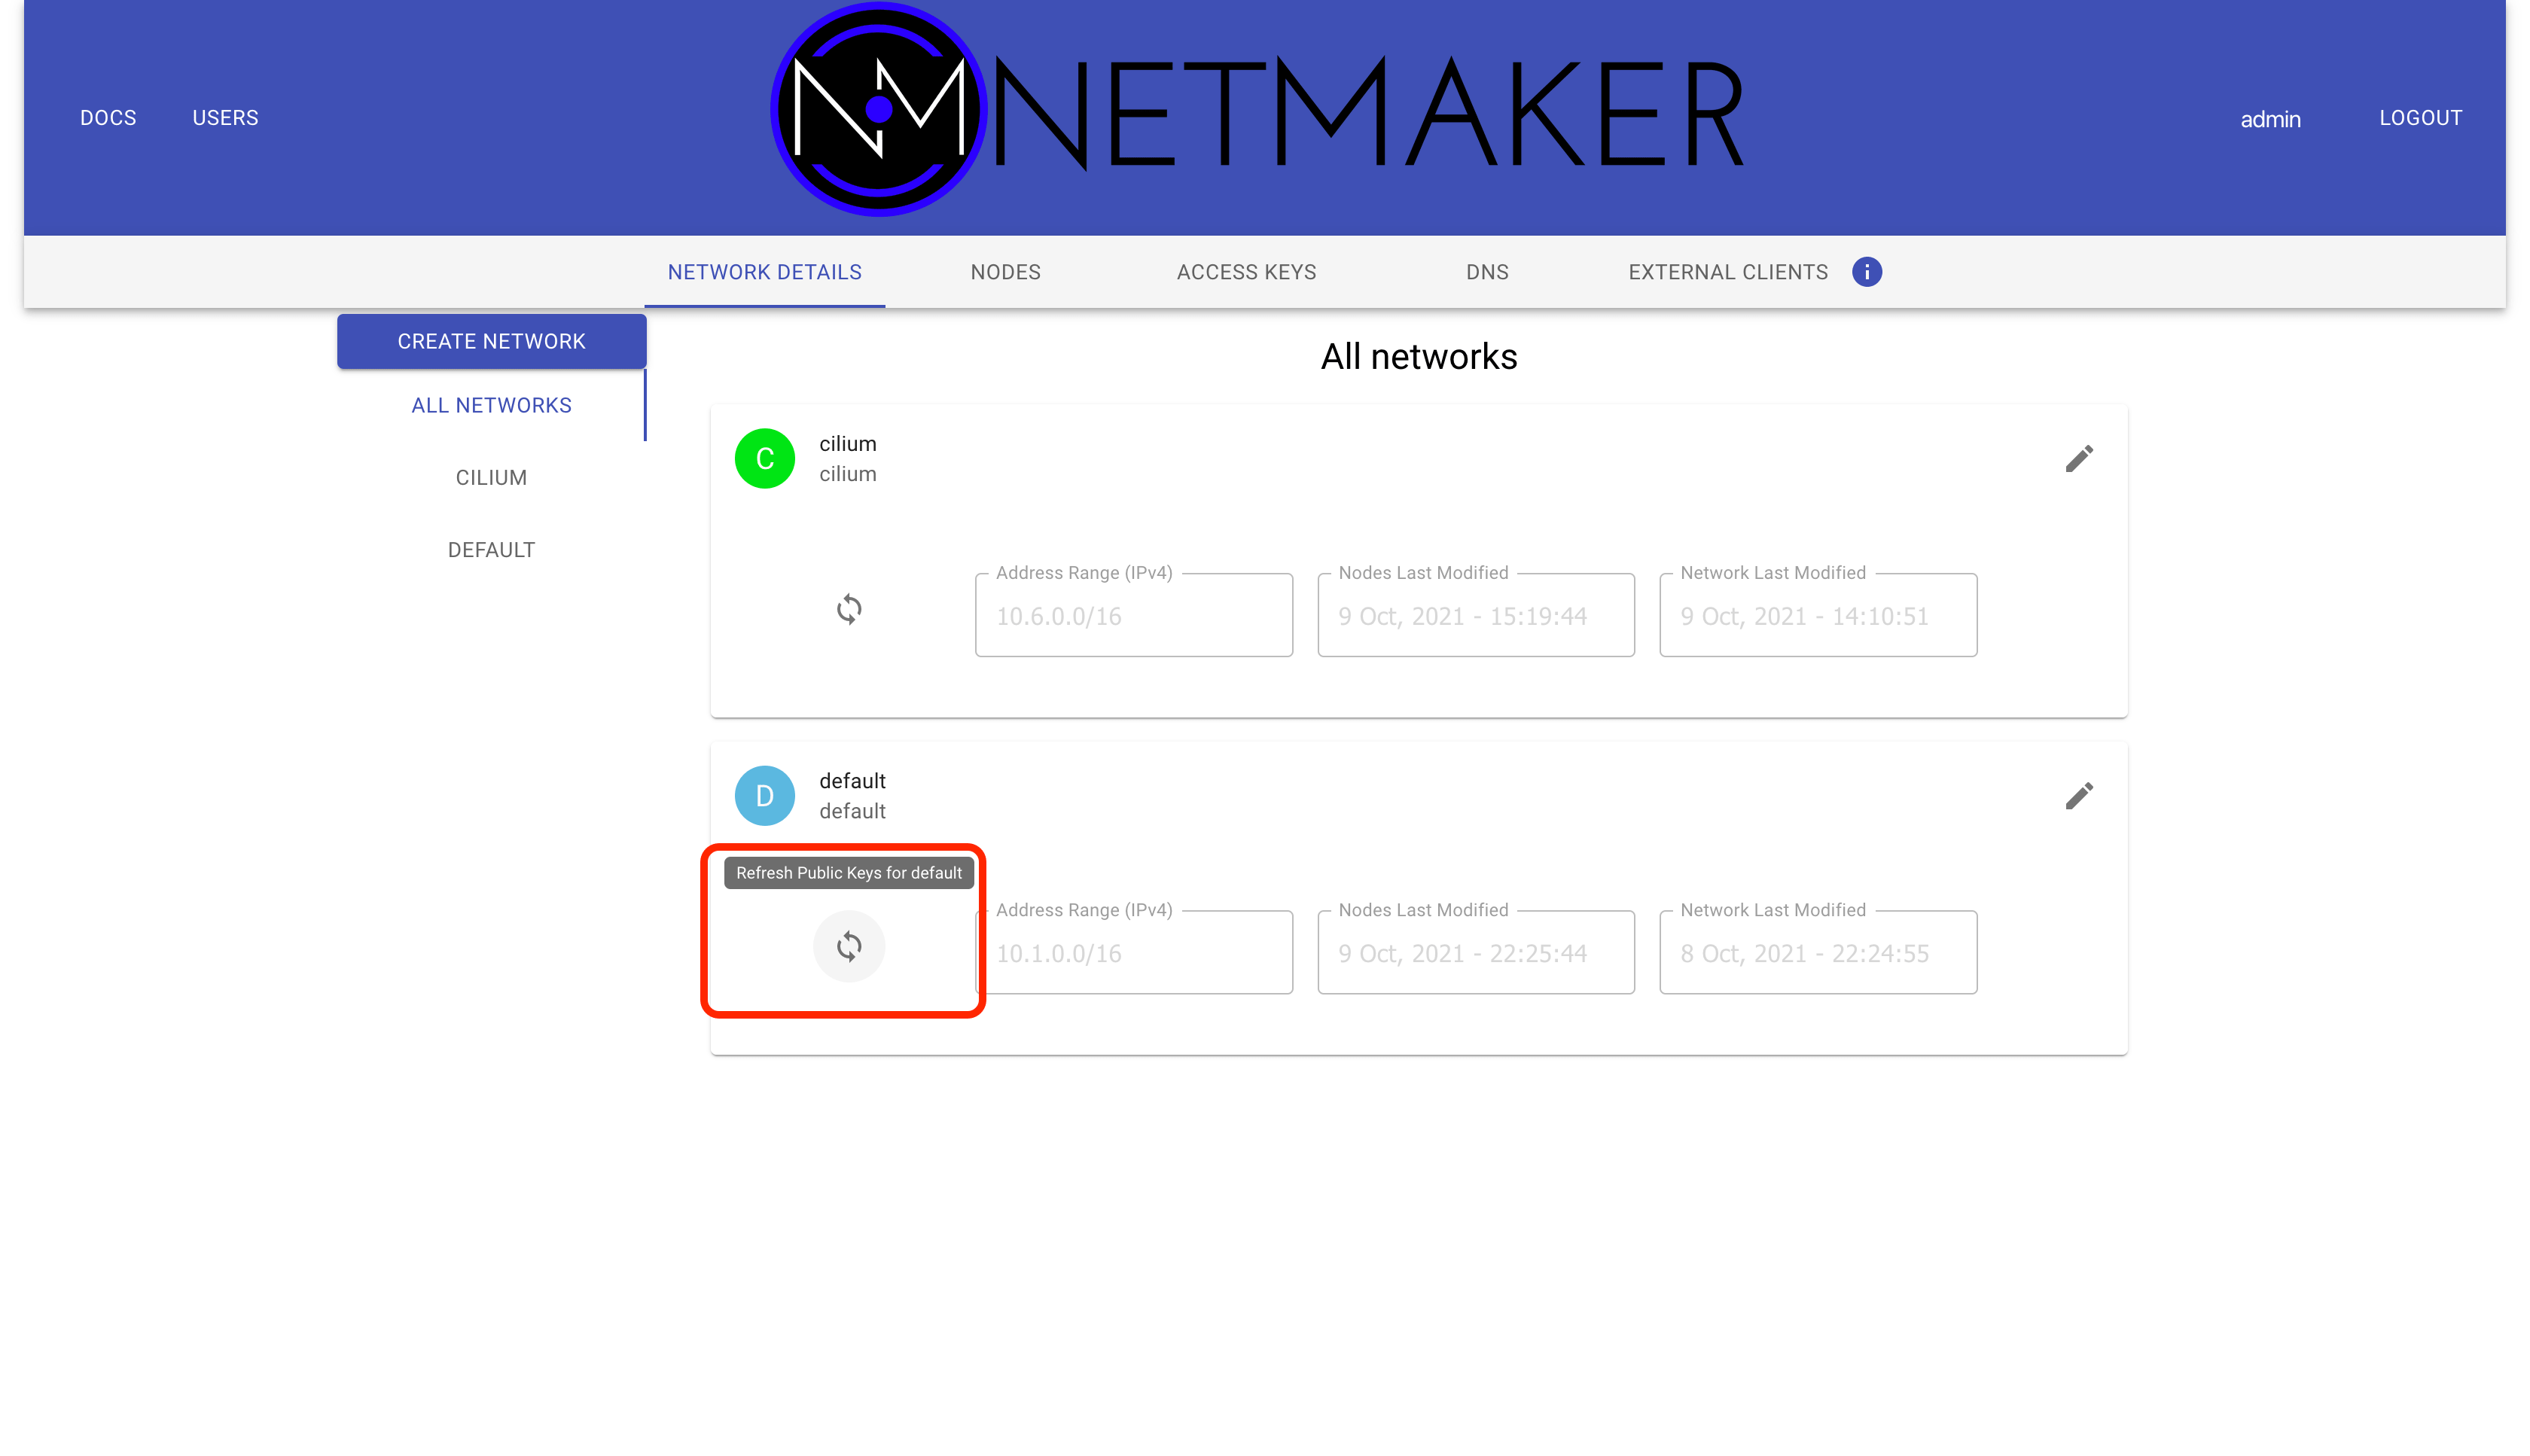 DOCS
USERS
NM
NETMAKER
admin
LOGOUT
NETWORK DETAILS
NODES
ACCESS KEYS
DNS
EXTERNAL CLIENTS
i
CREATE NETWORK
ALL NETWORKS
CILIUM
DEFAULT
All networks
C
cilium
cilium
Address Range (IPv4)
10.6.0.0/16
Nodes Last Modified
9 Oct, 2021 - 15:19:44
Network Last Modified
9 Oct, 2021 - 14:10:51
D
default
default
Refresh Public Keys for default
Address Range (IPv4)
10.1.0.0/16
Nodes Last Modified
9 Oct, 2021 - 22:25:44
Network Last Modified
8 Oct, 2021 - 22:24:55